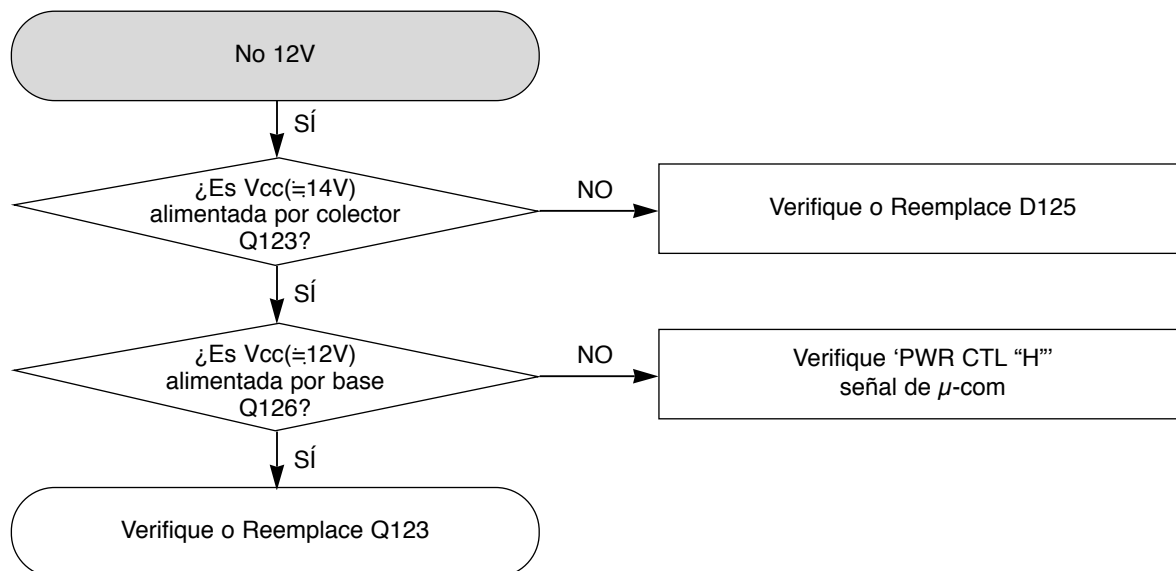 No 12V
SÍ
¿Es Vcc(≒14V)
alimentada por colector
Q123?
NO
Verifique o Reemplace D125
SÍ
¿Es Vcc(≒12V)
alimentada por base
Q126?
NO
Verifique ‘PWR CTL “H”’
señal de µ-com
SÍ
Verifique o Reemplace Q123